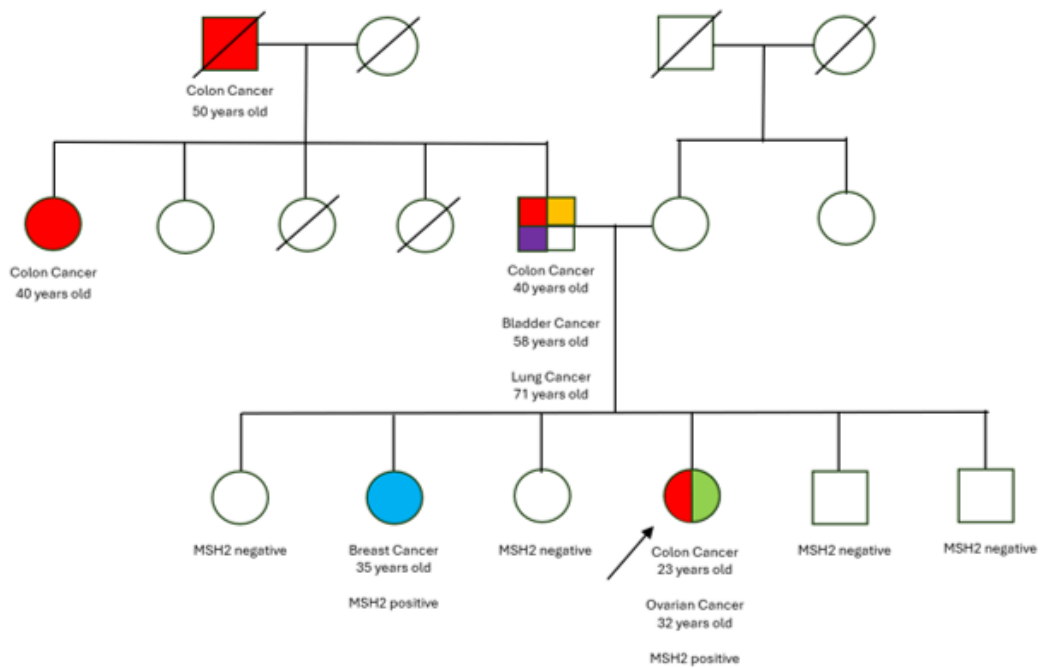 Colon Cancer
50 years old
Colon Cancer
40 years old
Colon Cancer
40 years old
Bladder Cancer
58 years old
Lung Cancer
71 years old
MSH2 negative
Breast Cancer
35 years old
MSH2 positive
MSH2 negative
Colon Cancer
23 years old
Ovarian Cancer
32 years old
MSH2 positive
MSH2 negative
MSH2 negative